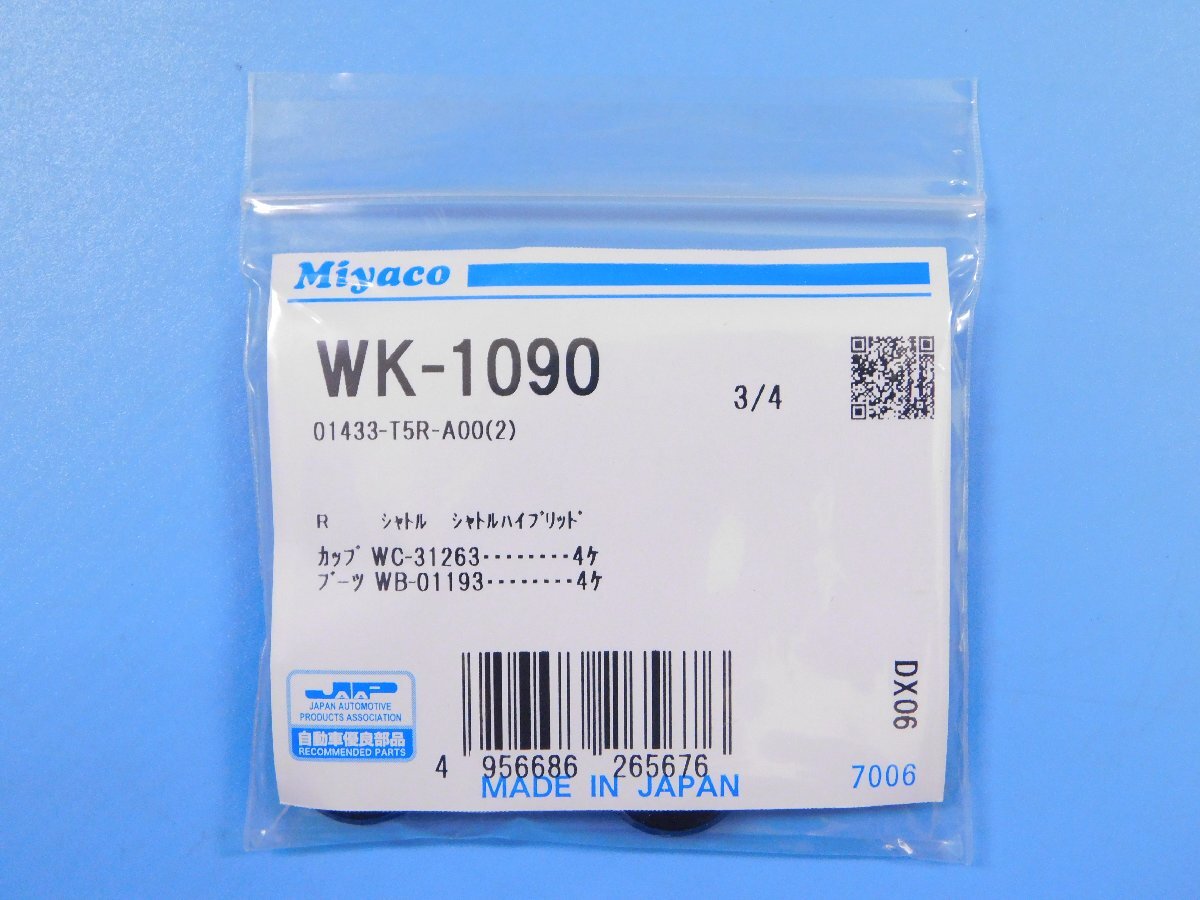 Miyaco
WK-1090
3/4
01433-T5R-A00(2)
R ｼｬﾄﾙ ｼｬﾄﾙﾊｲﾌﾞﾘｯﾄﾞ
ｶｯﾌﾟ WC-31263････････4ｹ
ﾌﾞｰﾂ WB-01193････････4ｹ
JAAP
JAPAN AUTOMOTIVE
PRODUCTS ASSOCIATION
自動車優良部品
RECOMMENDED PARTS
4 956686 265676
MADE IN JAPAN
DX06
7006